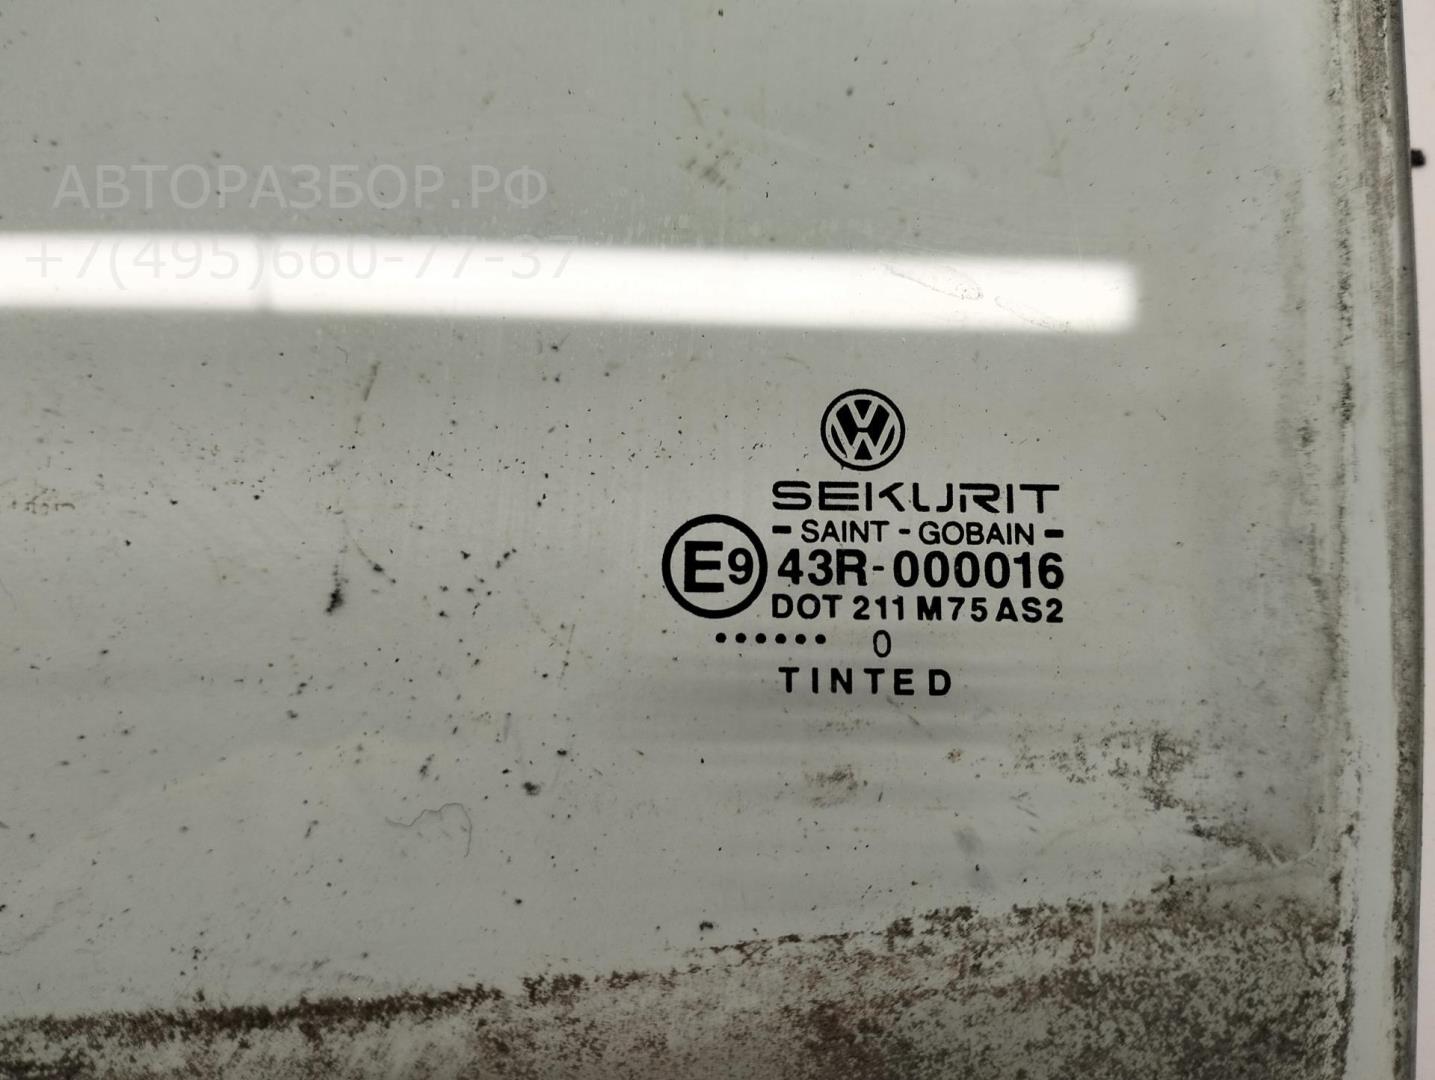 АВТОРАЗБОР.РФ
+7(495)660-77-37
SEKURIT
- SAINT - GOBAIN -
E9 43R-000016
DOT 211 M75 AS2
...... 0
TINTED